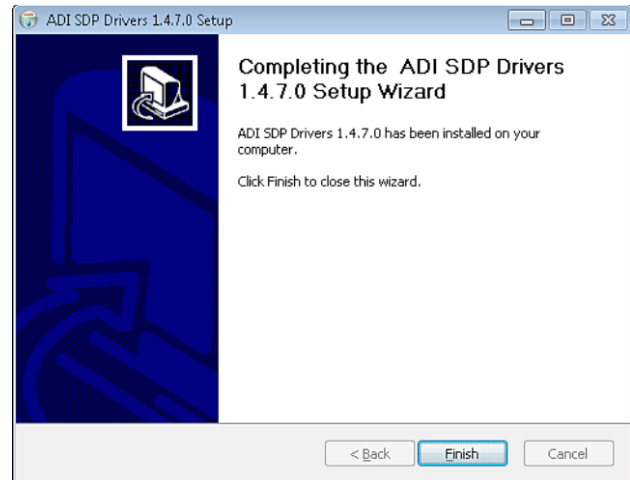 ADI SDP Drivers 1.4.7.0 Setup
Completing the ADI SDP Drivers
1.4.7.0 Setup Wizard
ADI SDP Drivers 1.4.7.0 has been installed on your
computer.
Click Finish to close this wizard.
< Back Finish Cancel